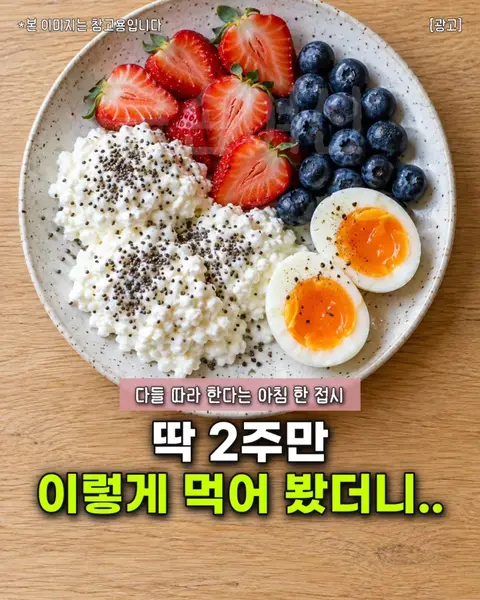 *본 이미지는 참고용입니다
[광고]
다들 따라 한다는 아침 한 접시
딱 2주만
이렇게 먹어 봤더니..